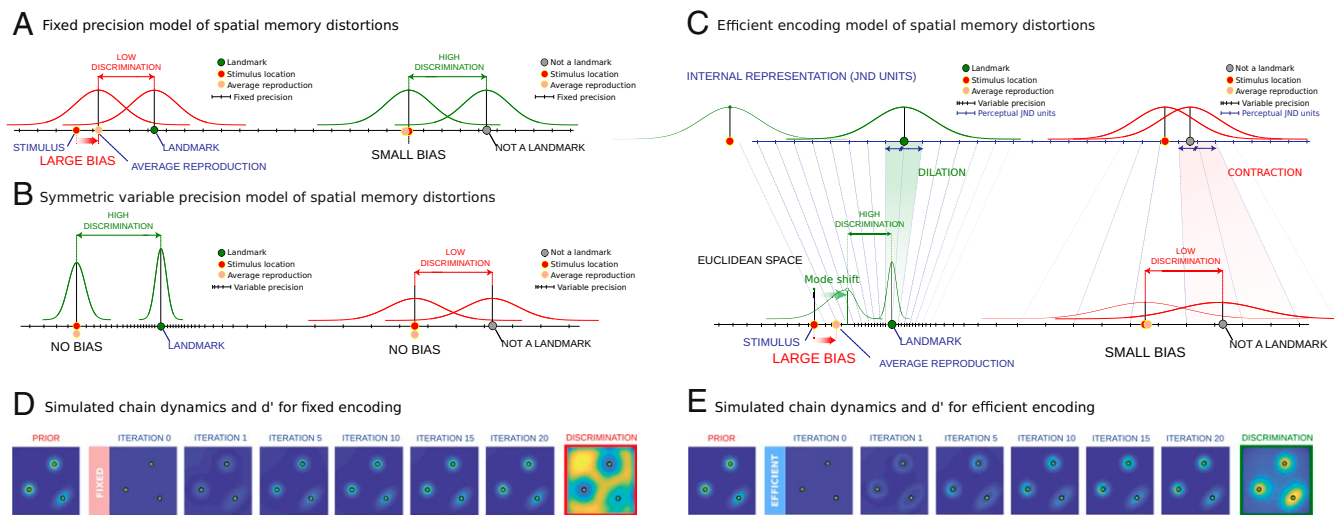 A Fixed precision model of spatial memory distortions
LOW
DISCRIMINATION
Landmark
Stimulus location
Average reproduction
Fixed precision
STIMULUS
LARGE BIAS
LANDMARK
AVERAGE REPRODUCTION
HIGH
DISCRIMINATION
Not a landmark
Stimulus location
Average reproduction
Fixed precision
SMALL BIAS
NOT A LANDMARK
B Symmetric variable precision model of spatial memory distortions
HIGH
DISCRIMINATION
Landmark
Stimulus location
Average reproduction
Variable precision
NO BIAS
LANDMARK
LOW
DISCRIMINATION
Not a landmark
Stimulus location
Average reproduction
Variable precision
NO BIAS
NOT A LANDMARK
C Efficient encoding model of spatial memory distortions
INTERNAL REPRESENTATION (JND UNITS)
Landmark
Stimulus location
Average reproduction
Variable precision
Perceptual JND units
Not a landmark
Stimulus location
Average reproduction
Variable precision
Perceptual JND units
DILATION
CONTRACTION
HIGH
DISCRIMINATION
LOW
DISCRIMINATION
EUCLIDEAN SPACE
Mode shift
STIMULUS
LARGE BIAS
LANDMARK
AVERAGE REPRODUCTION
SMALL BIAS
NOT A LANDMARK
D Simulated chain dynamics and d' for fixed encoding
PRIOR
FIXED
ITERATION 0
ITERATION 1
ITERATION 5
ITERATION 10
ITERATION 15
ITERATION 20
DISCRIMINATION
E Simulated chain dynamics and d' for efficient encoding
PRIOR
EFFICIENT
ITERATION 0
ITERATION 1
ITERATION 5
ITERATION 10
ITERATION 15
ITERATION 20
DISCRIMINATION